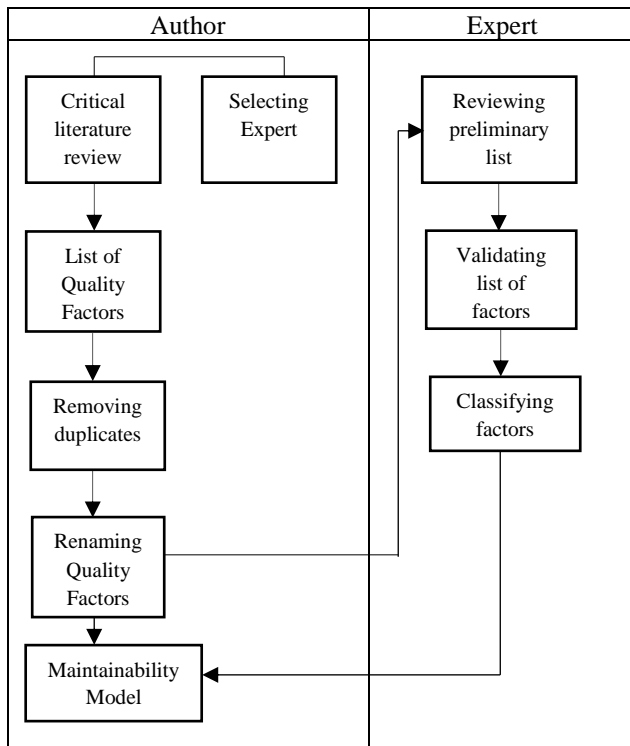 Author
Expert
Critical
literature
review
Selecting
Expert
List of
Quality
Factors
Removing
duplicates
Renaming
Quality
Factors
Maintainability
Model
Reviewing
preliminary
list
Validating
list of
factors
Classifying
factors